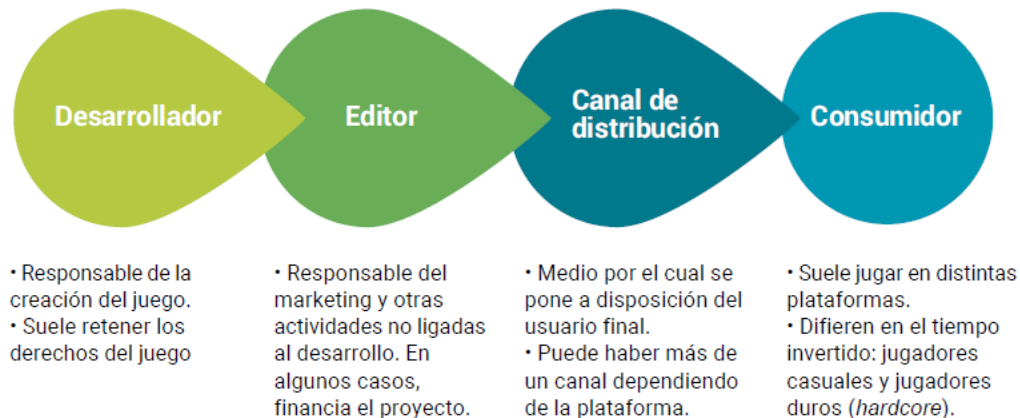 Desarrollador
Editor
Canal de
distribución
Consumidor
• Responsable de la
creación del juego.
• Suele retener los
derechos del juego
• Responsable del
marketing y otras
actividades no ligadas
al desarrollo. En
algunos casos,
financia el proyecto.
• Medio por el cual se
pone a disposición del
usuario final.
• Puede haber más de
un canal dependiendo
de la plataforma.
• Suele jugar en distintas
plataformas.
• Difieren en el tiempo
invertido: jugadores
casuales y jugadores
duros (hardcore).